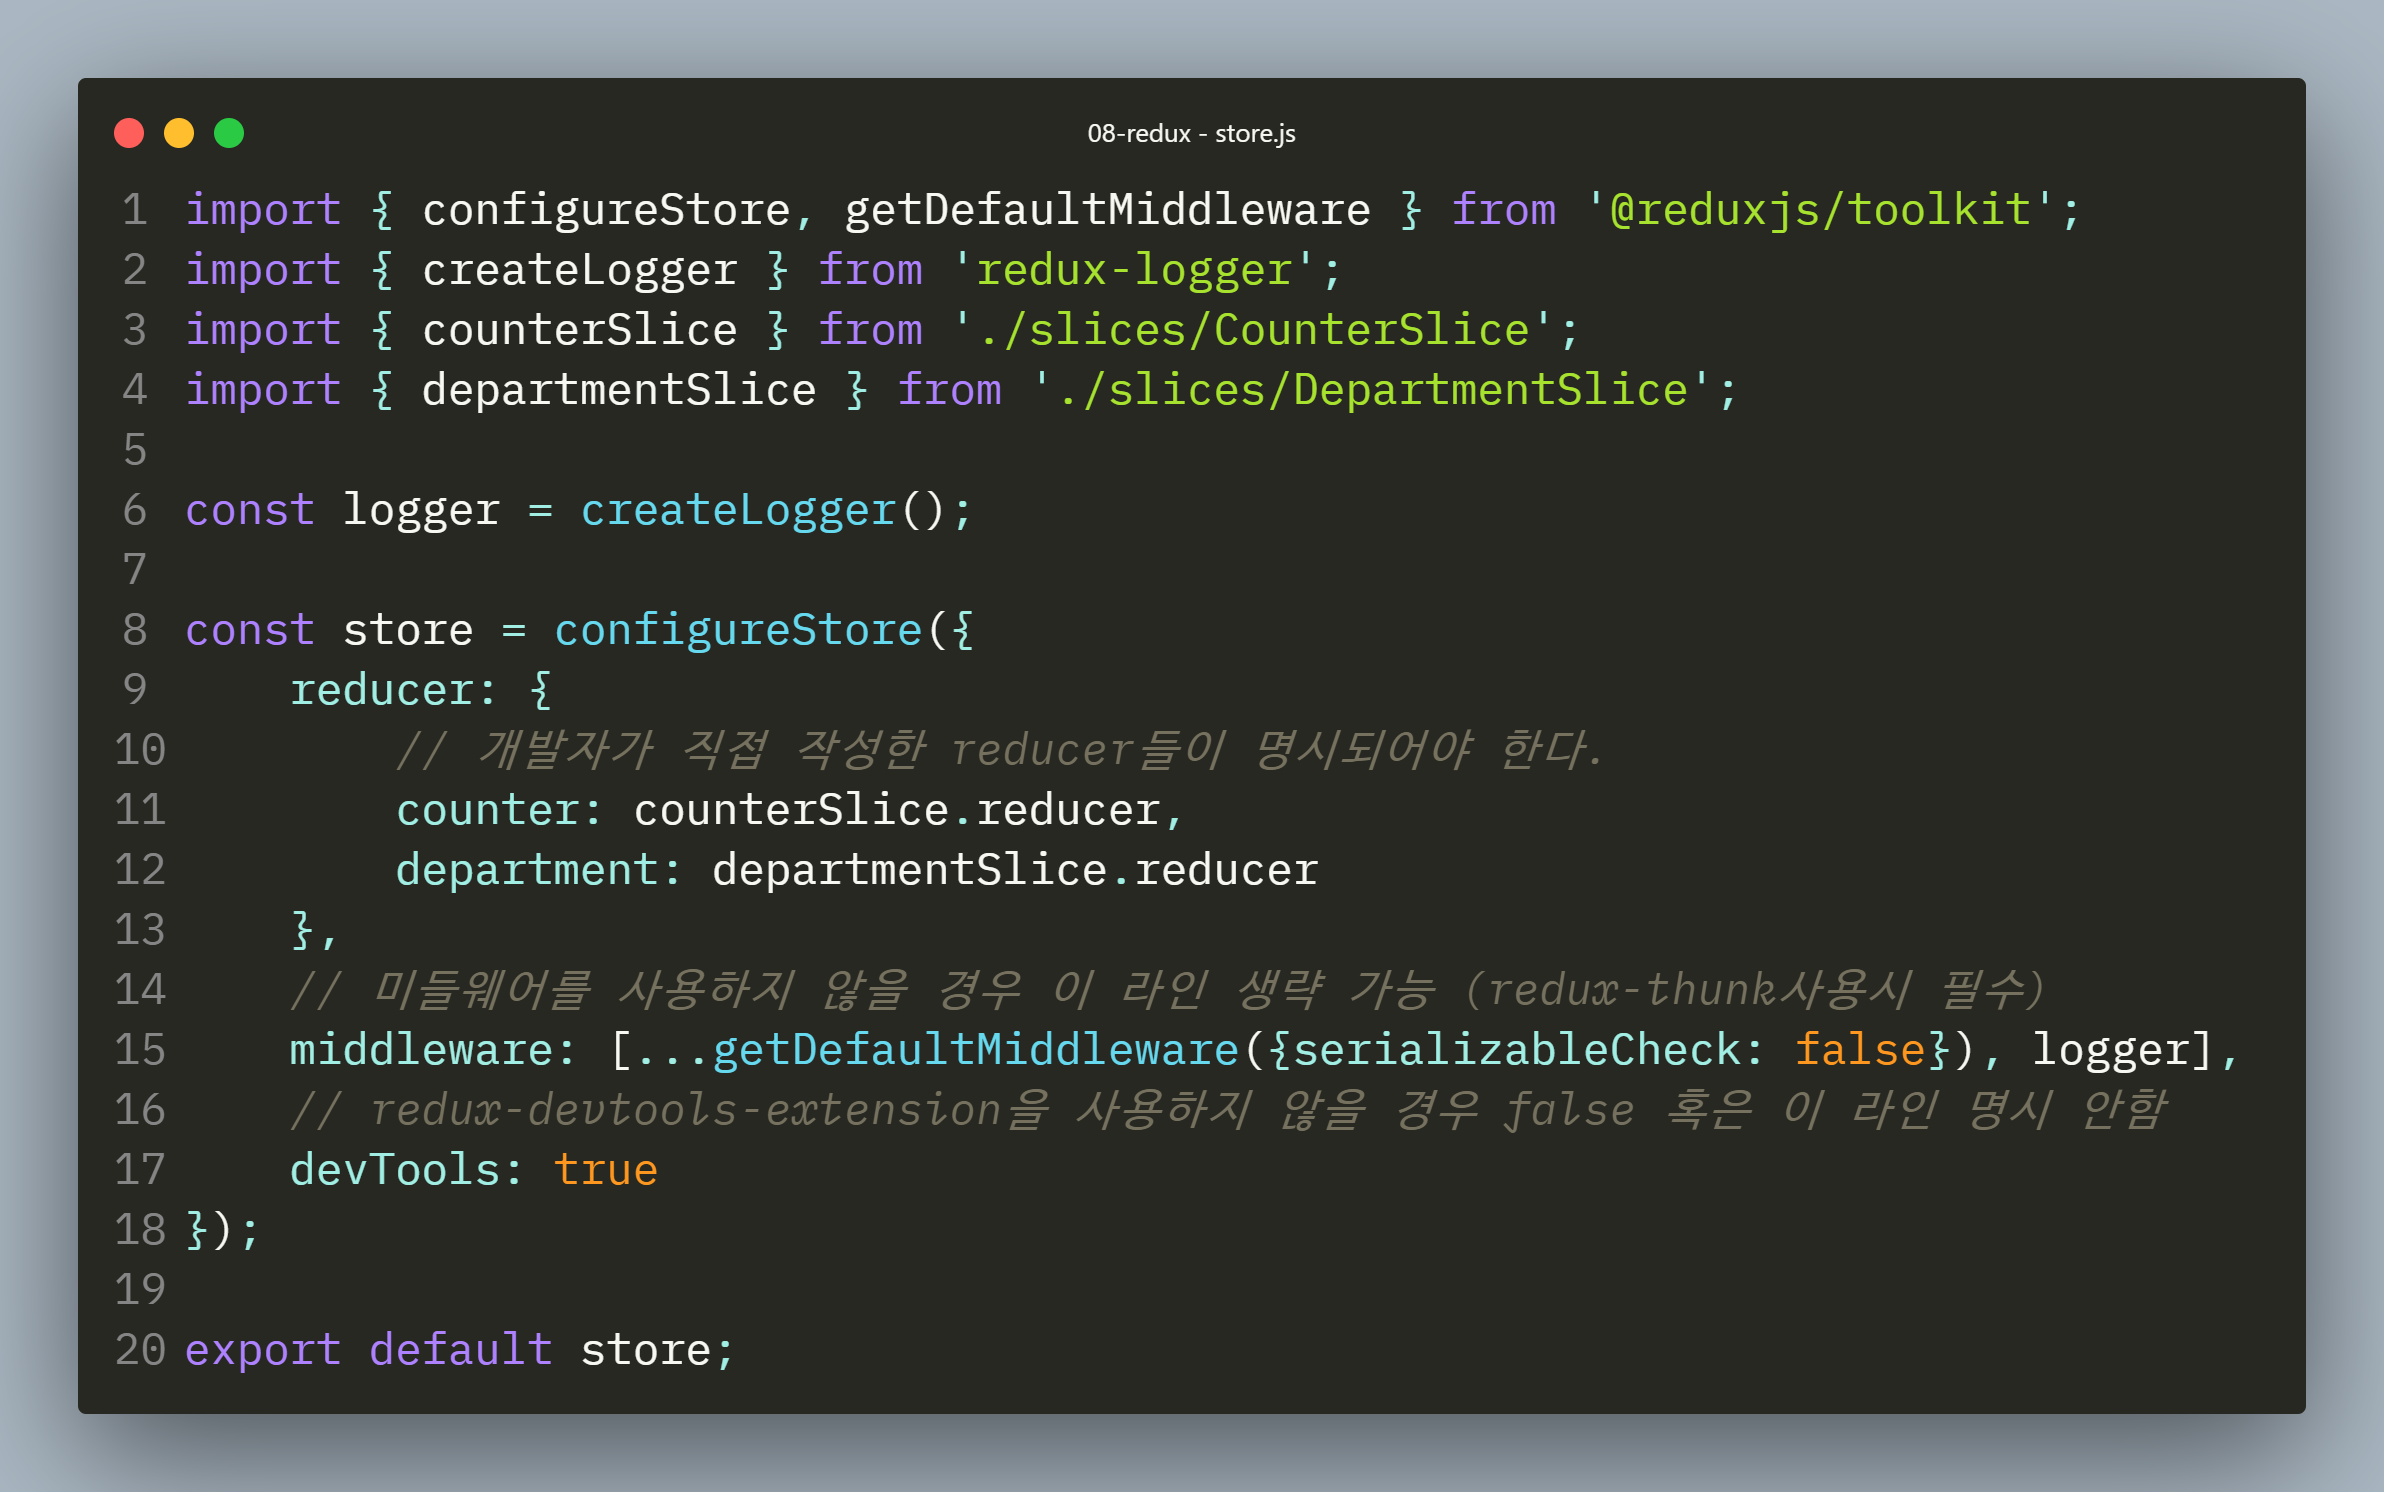 08-redux - store.js
1 import { configureStore, getDefaultMiddleware } from '@reduxjs/toolkit';
2 import { createLogger } from 'redux-logger';
3 import { counterSlice } from './slices/CounterSlice';
4 import { departmentSlice } from './slices/DepartmentSlice';
5
6 const logger = createLogger();
7
8 const store = configureStore({
9     reducer: {
10         // 개발자가 직접 작성한 reducer들이 명시되어야 한다.
11         counter: counterSlice.reducer,
12         department: departmentSlice.reducer
13     },
14     // 미들웨어를 사용하지 않을 경우 이 라인 생략 가능 (redux-thunk사용시 필수)
15     middleware: [...getDefaultMiddleware({serializableCheck: false}), logger],
16     // redux-devtools-extension을 사용하지 않을 경우 false 혹은 이 라인 명시 안함
17     devTools: true
18 });
19
20 export default store;